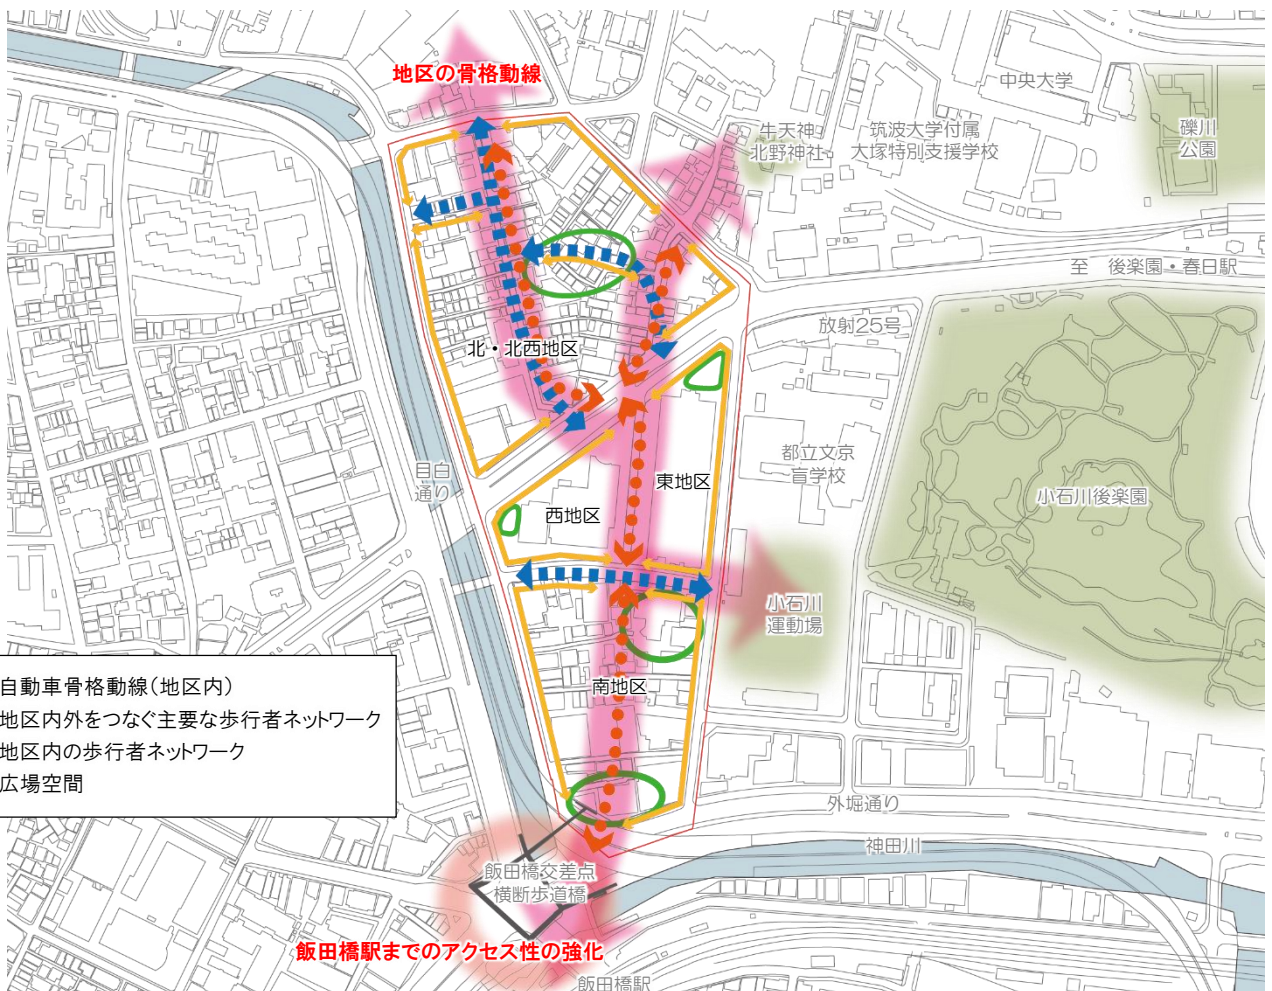 地区の骨格動線
中央大学
牛天神
北野神社
筑波大学付属
大塚特別支援学校
礫川
公園
至 後楽園・春日駅
放射25号
北・北西地区
目白
通り
都立文京
盲学校
東地区
小石川後楽園
西地区
小石川
運動場
自動車骨格動線(地区内)
地区内外をつなぐ主要な歩行者ネットワーク
地区内の歩行者ネットワーク
広場空間
南地区
外堀通り
神田川
飯田橋交差点
横断歩道橋
飯田橋駅までのアクセス性の強化
飯田橋駅